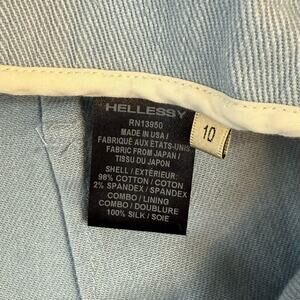 HELLESSY
RN13950
MADE IN USA /
FABRIQUÉ AUX ÉTATS-UNIS
FABRIC FROM JAPAN /
TISSU DU JAPON
SHELL / EXTÉRIEUR:
98% COTTON / COTON
2% SPANDEX / SPANDEX
COMBO / LINING
COMBO / DOUBLURE
100% SILK / SOIE
10